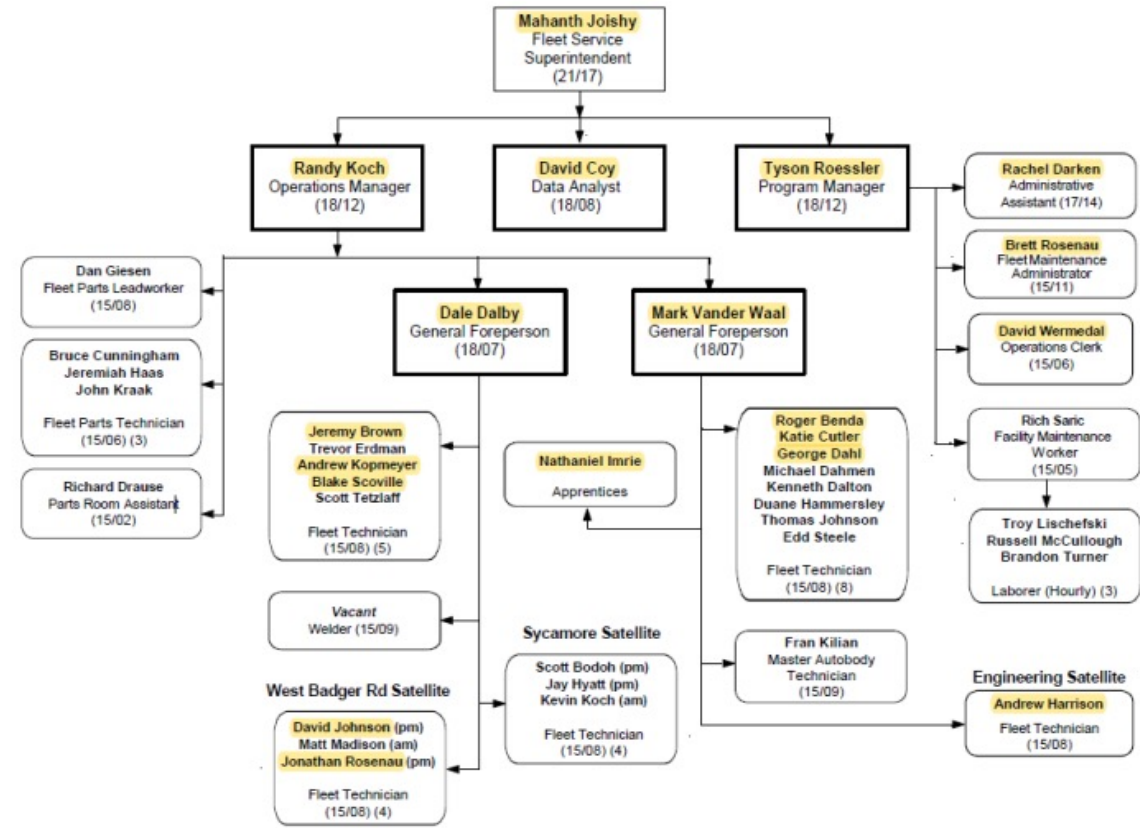 Mahanth Joishy
Fleet Service
Superintendent
(21/17)
Randy Koch
Operations Manager
(18/12)
David Coy
Data Analyst
(18/08)
Tyson Roessler
Program Manager
(18/12)
Rachel Darken
Administrative
Assistant (17/14)
Brett Rosenau
Fleet Maintenance
Administrator
(15/11)
David Wermedal
Operations Clerk
(15/06)
Rich Saric
Facility Maintenance
Worker
(15/05)
Troy Lischefski
Russell McCullough
Brandon Turner
Laborer (Hourly) (3)
Dan Giesen
Fleet Parts Leadworker
(15/08)
Bruce Cunningham
Jeremiah Haas
John Kraak
Fleet Parts Technician
(15/06) (3)
Richard Drause
Parts Room Assistant
(15/02)
Dale Dalby
General Foreperson
(18/07)
Mark Vander Waal
General Foreperson
(18/07)
Jeremy Brown
Trevor Erdman
Andrew Kopmeyer
Blake Scoville
Scott Tetzlaff
Fleet Technician
(15/08) (5)
Vacant
Welder (15/09)
West Badger Rd Satellite
David Johnson (pm)
Matt Madison (am)
Jonathan Rosenau (pm)
Fleet Technician
(15/08) (4)
Sycamore Satellite
Scott Bodoh (pm)
Jay Hyatt (pm)
Kevin Koch (am)
Fleet Technician
(15/08) (4)
Nathaniel Imrie
Apprentices
Roger Benda
Katie Cutler
George Dahl
Michael Dahmen
Kenneth Dalton
Duane Hammersley
Thomas Johnson
Edd Steele
Fleet Technician
(15/08) (8)
Fran Kilian
Master Autobody
Technician
(15/09)
Engineering Satellite
Andrew Harrison
Fleet Technician
(15/08)